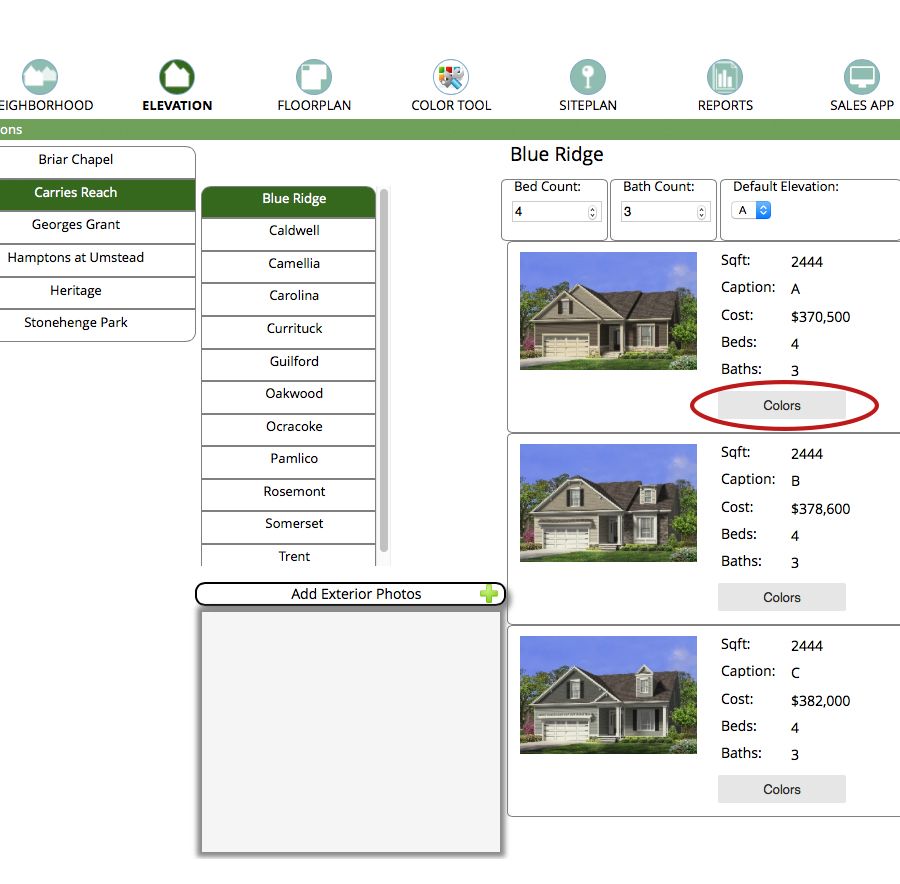 EIGHBORHOOD
ELEVATION
FLOORPLAN
COLOR TOOL
SITEPLAN
REPORTS
SALES APP
ons
Briar Chapel
Carries Reach
Georges Grant
Hamptons at Umstead
Heritage
Stonehenge Park
Blue Ridge
Caldwell
Camellia
Carolina
Currituck
Guilford
Oakwood
Ocracoke
Pamlico
Rosemont
Somerset
Trent
Add Exterior Photos
Blue Ridge
Bed Count:
4
Bath Count:
3
Default Elevation:
A
Sqft: 2444
Caption: A
Cost: $370,500
Beds: 4
Baths: 3
Colors
Sqft: 2444
Caption: B
Cost: $378,600
Beds: 4
Baths: 3
Colors
Sqft: 2444
Caption: C
Cost: $382,000
Beds: 4
Baths: 3
Colors